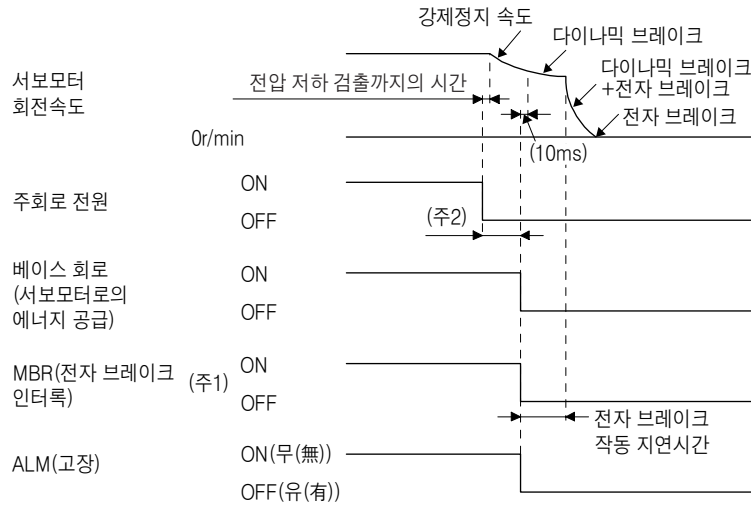 강제정지 속도
다이나믹 브레이크
다이나믹 브레이크
+전자 브레이크
전자 브레이크
서보모터
회전속도
전압 저하 검출까지의 시간
0r/min
(10ms)
주회로 전원
ON
OFF
(주2)
베이스 회로
(서보모터로의
에너지 공급)
ON
OFF
MBR(전자 브레이크
인터록)
(주1)
ON
OFF
전자 브레이크
작동 지연시간
ALM(고장)
ON(무(無))
OFF(유(有))